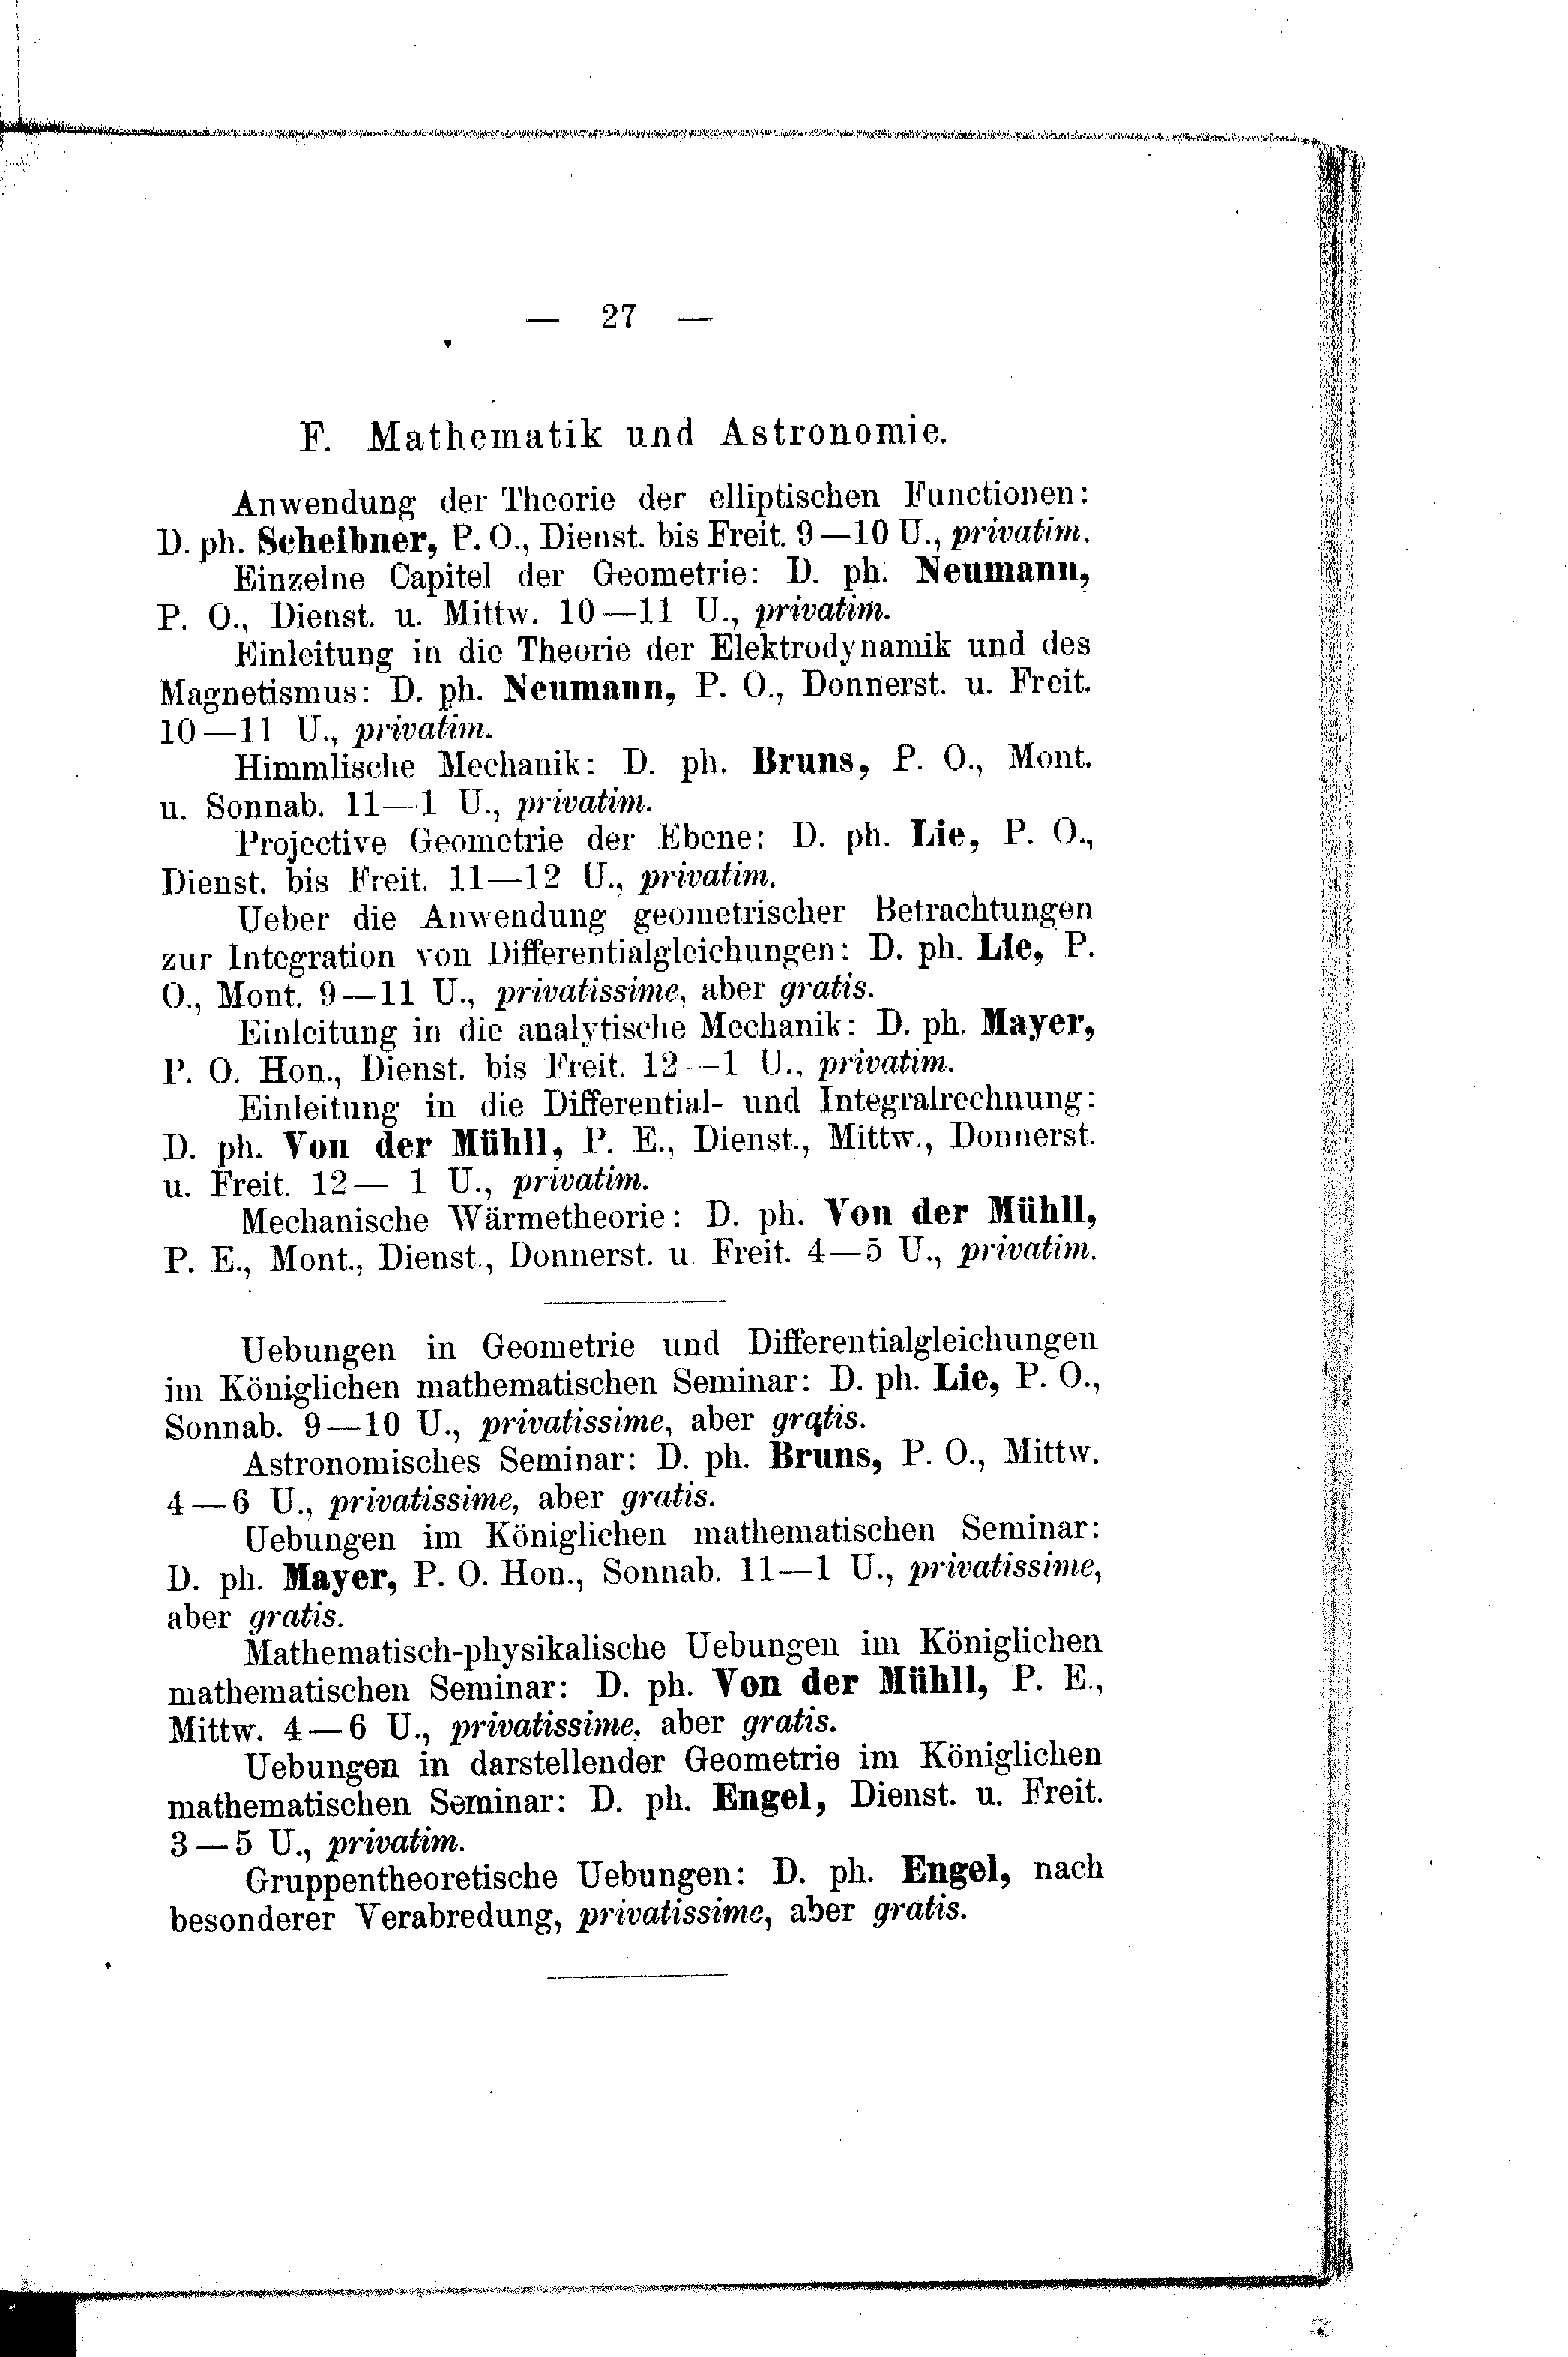 — 27 —
F. Mathematik und Astronomie.
Anwendung der Theorie der elliptischen Functionen:
D. ph. Scheibner, P. O., Dienst. bis Freit. 9—10 U., privatim.
Einzelne Capitel der Geometrie: D. ph. Neumann,
P. O., Dienst. u. Mittw. 10—11 U., privatim.
Einleitung in die Theorie der Elektrodynamik und des
Magnetismus: D. ph. Neumann, P. O., Donnerst. u. Freit.
10—11 U., privatim.
Himmlische Mechanik: D. ph. Bruns, P. O., Mont.
u. Sonnab. 11—1 U., privatim.
Projective Geometrie der Ebene: D. ph. Lie, P. O.,
Dienst. bis Freit. 11—12 U., privatim.
Ueber die Anwendung geometrischer Betrachtungen
zur Integration von Differentialgleichungen: D. ph. Lie, P.
O., Mont. 9—11 U., privatissime, aber gratis.
Einleitung in die analytische Mechanik: D. ph. Mayer,
P. O. Hon., Dienst. bis Freit. 12—1 U., privatim.
Einleitung in die Differential- und Integralrechnung:
D. ph. Von der Mühll, P. E., Dienst., Mittw., Donnerst.
u. Freit. 12— 1 U., privatim.
Mechanische Wärmetheorie: D. ph. Von der Mühll,
P. E., Mont., Dienst., Donnerst. u. Freit. 4—5 U., privatim.
Uebungen in Geometrie und Differentialgleichungen
im Königlichen mathematischen Seminar: D. ph. Lie, P. O.,
Sonnab. 9—10 U., privatissime, aber gratis.
Astronomisches Seminar: D. ph. Bruns, P. O., Mittw.
4—6 U., privatissime, aber gratis.
Uebungen im Königlichen mathematischen Seminar:
D. ph. Mayer, P. O. Hon., Sonnab. 11—1 U., privatissime,
aber gratis.
Mathematisch-physikalische Uebungen im Königlichen
mathematischen Seminar: D. ph. Von der Mühll, P. E.,
Mittw. 4—6 U., privatissime, aber gratis.
Uebungen in darstellender Geometrie im Königlichen
mathematischen Seminar: D. ph. Engel, Dienst. u. Freit.
3—5 U., privatim.
Gruppentheoretische Uebungen: D. ph. Engel, nach
besonderer Verabredung, privatissime, aber gratis.